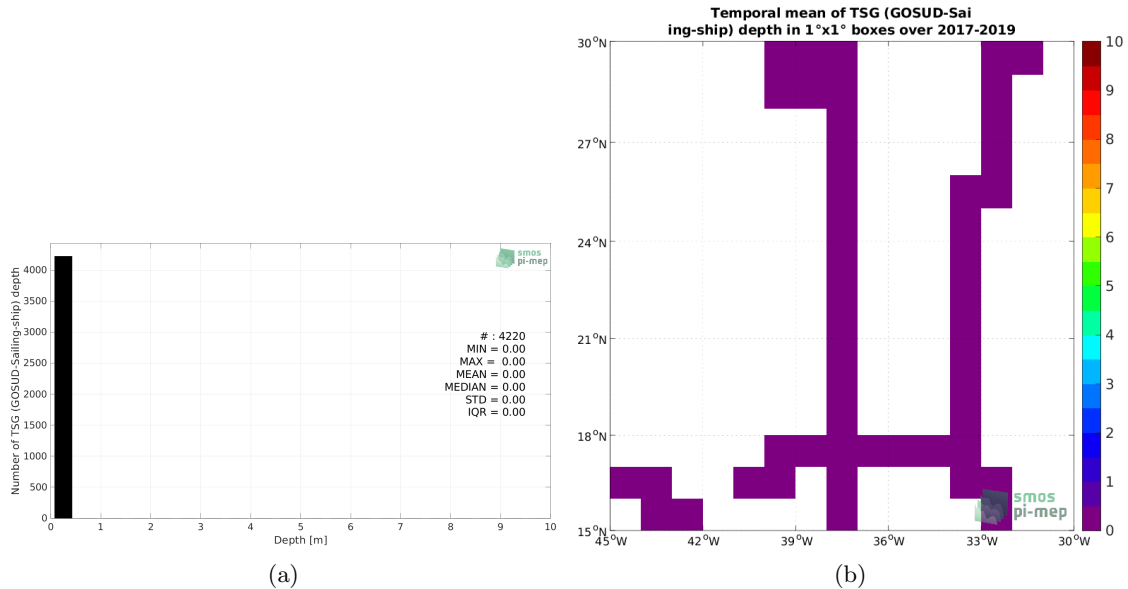 Number of TSG (GOSUD-Sailing-ship) depth
4000
3500
3000
2500
2000
1500
1000
500
0
0 1 2 3 4 5 6 7 8 9 10
Depth [m]
smos
pi-mep
# : 4220
MIN = 0.00
MAX = 0.00
MEAN = 0.00
MEDIAN = 0.00
STD = 0.00
IQR = 0.00
(a)
Temporal mean of TSG (GOSUD-Sai
ing-ship) depth in 1°x1° boxes over 2017-2019
30°N
27°N
24°N
21°N
18°N
15°N
45°W 42°W 39°W 36°W 33°W 30°W
smos
pi-mep
10
9
8
7
6
5
4
3
2
1
0
(b)